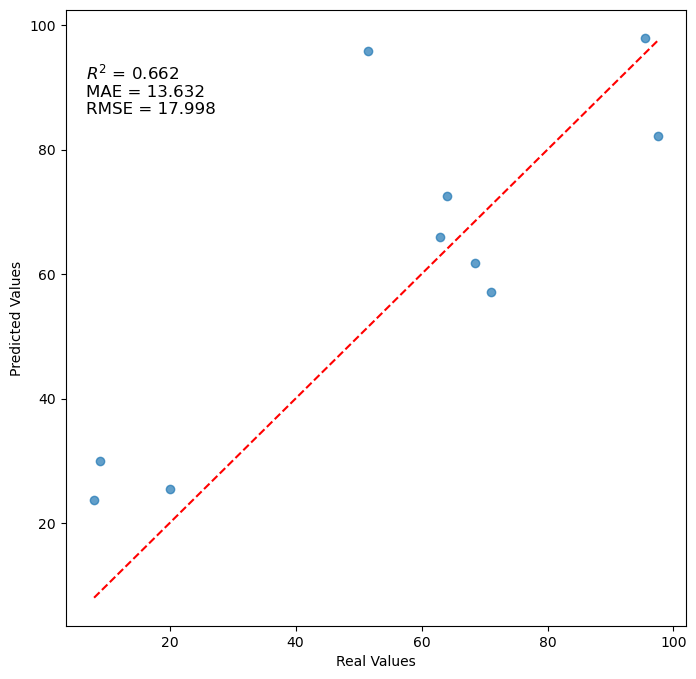 100
80
60
40
20
Predicted Values
R² = 0.662
MAE = 13.632
RMSE = 17.998
20 40 60 80 100
Real Values